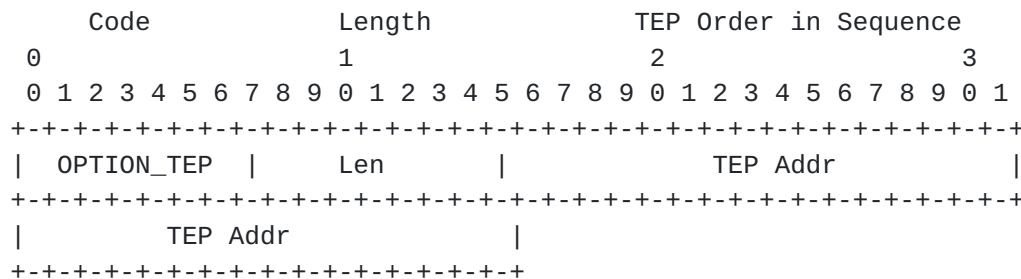 Code            Length             TEP Order in Sequence
 0                   1                   2                   3
 0 1 2 3 4 5 6 7 8 9 0 1 2 3 4 5 6 7 8 9 0 1 2 3 4 5 6 7 8 9 0 1
+-+-+-+-+-+-+-+-+-+-+-+-+-+-+-+-+-+-+-+-+-+-+-+-+-+-+-+-+-+-+-+-+
|  OPTION_TEP  |     Len       |             TEP Addr           |
+-+-+-+-+-+-+-+-+-+-+-+-+-+-+-+-+-+-+-+-+-+-+-+-+-+-+-+-+-+-+-+-+
|         TEP Addr              |
+-+-+-+-+-+-+-+-+-+-+-+-+-+-+-+-+